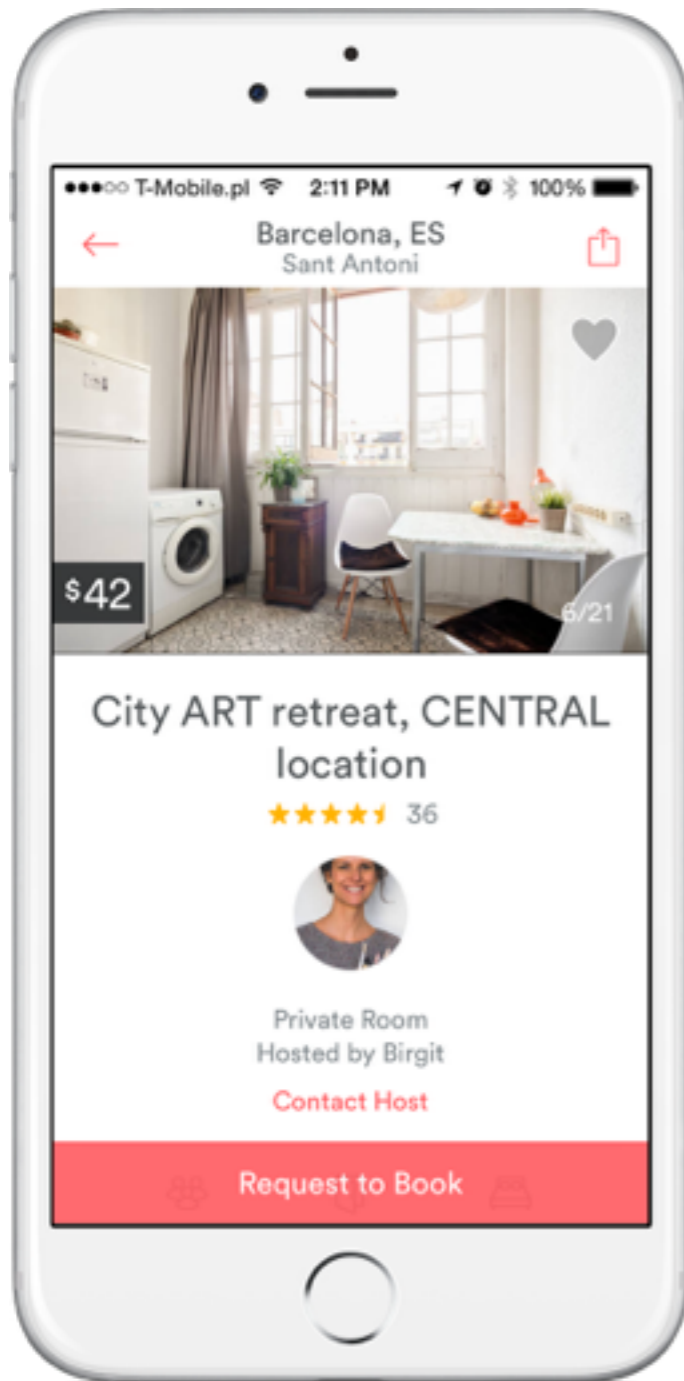 T-Mobile.pl 2:11 PM 100%
Barcelona, ES
Sant Antoni
$42
6/21
City ART retreat, CENTRAL
location
36
Private Room
Hosted by Birgit
Contact Host
Request to Book